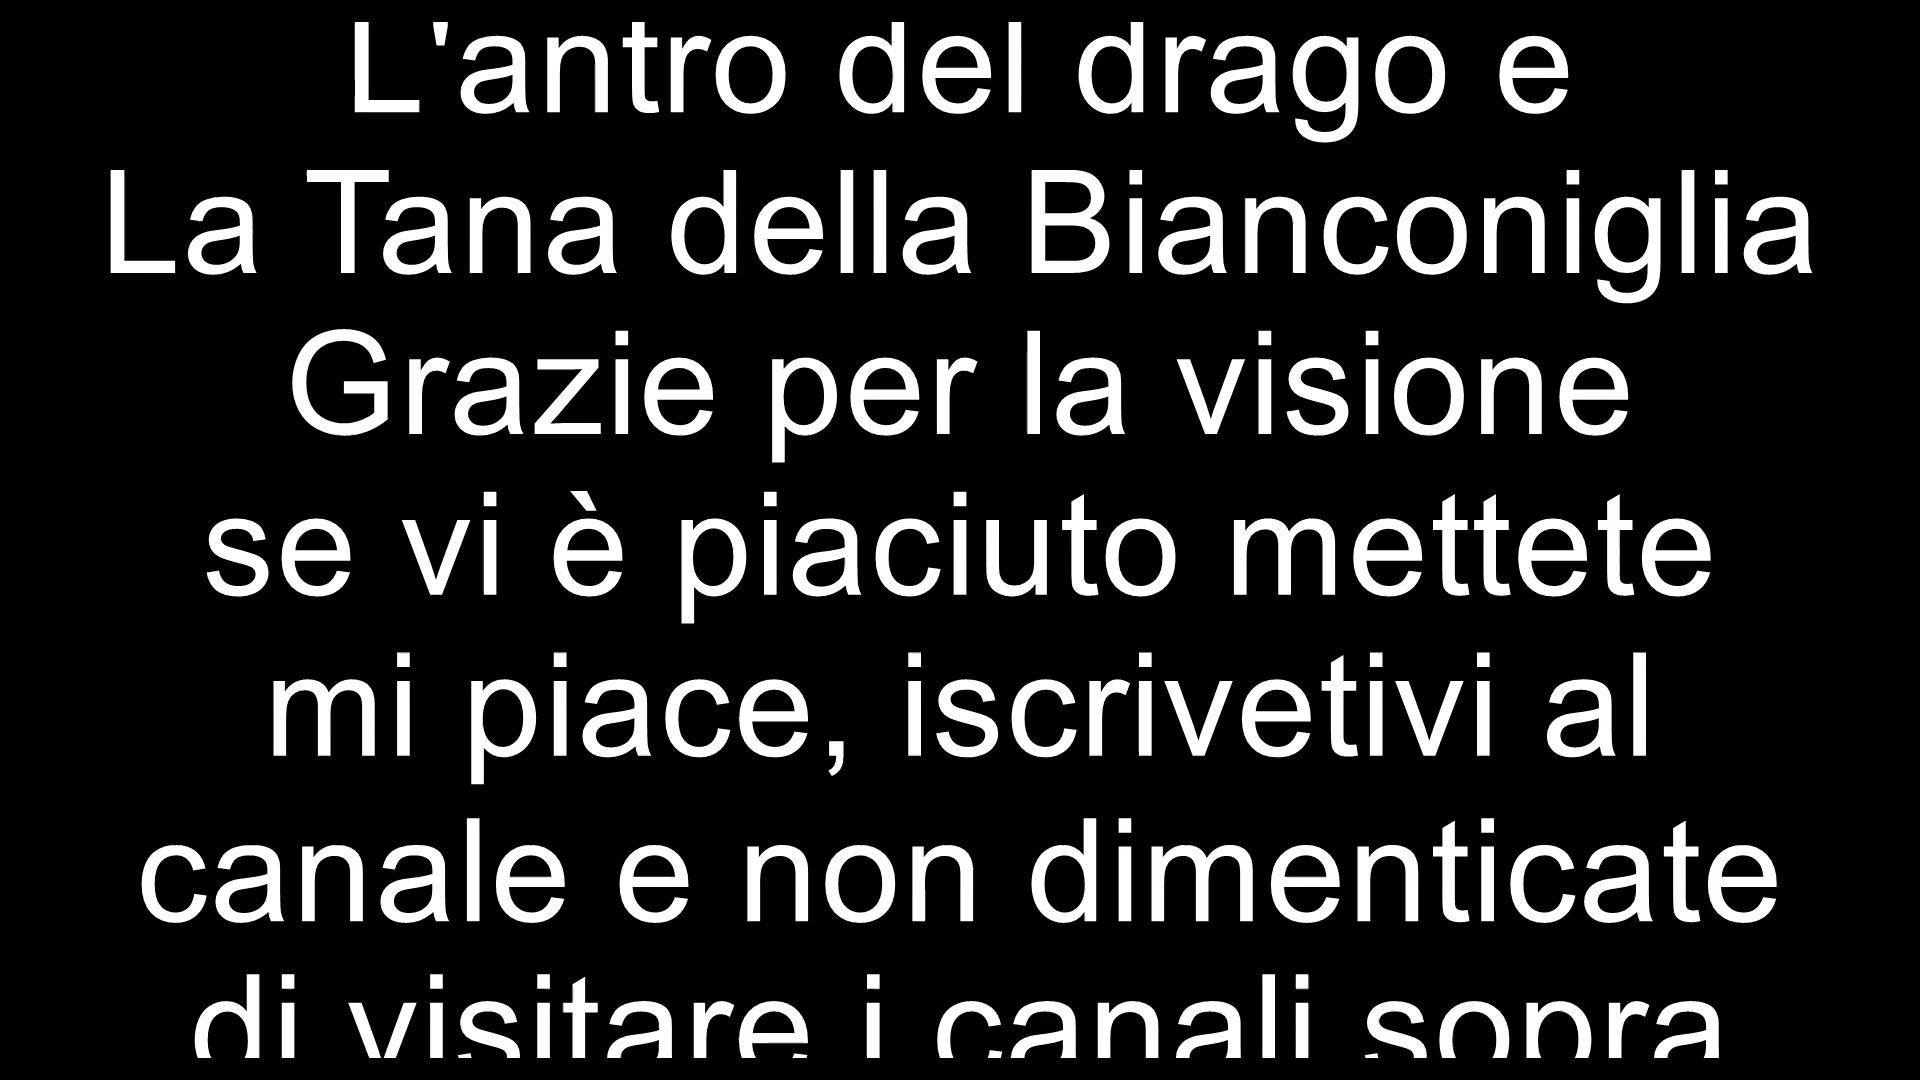 L'antro del drago e
La Tana della Bianconiglia
Grazie per la visione
se vi è piaciuto mettete
mi piace, iscrivetivi al
canale e non dimenticate
di visitare i canali sopra